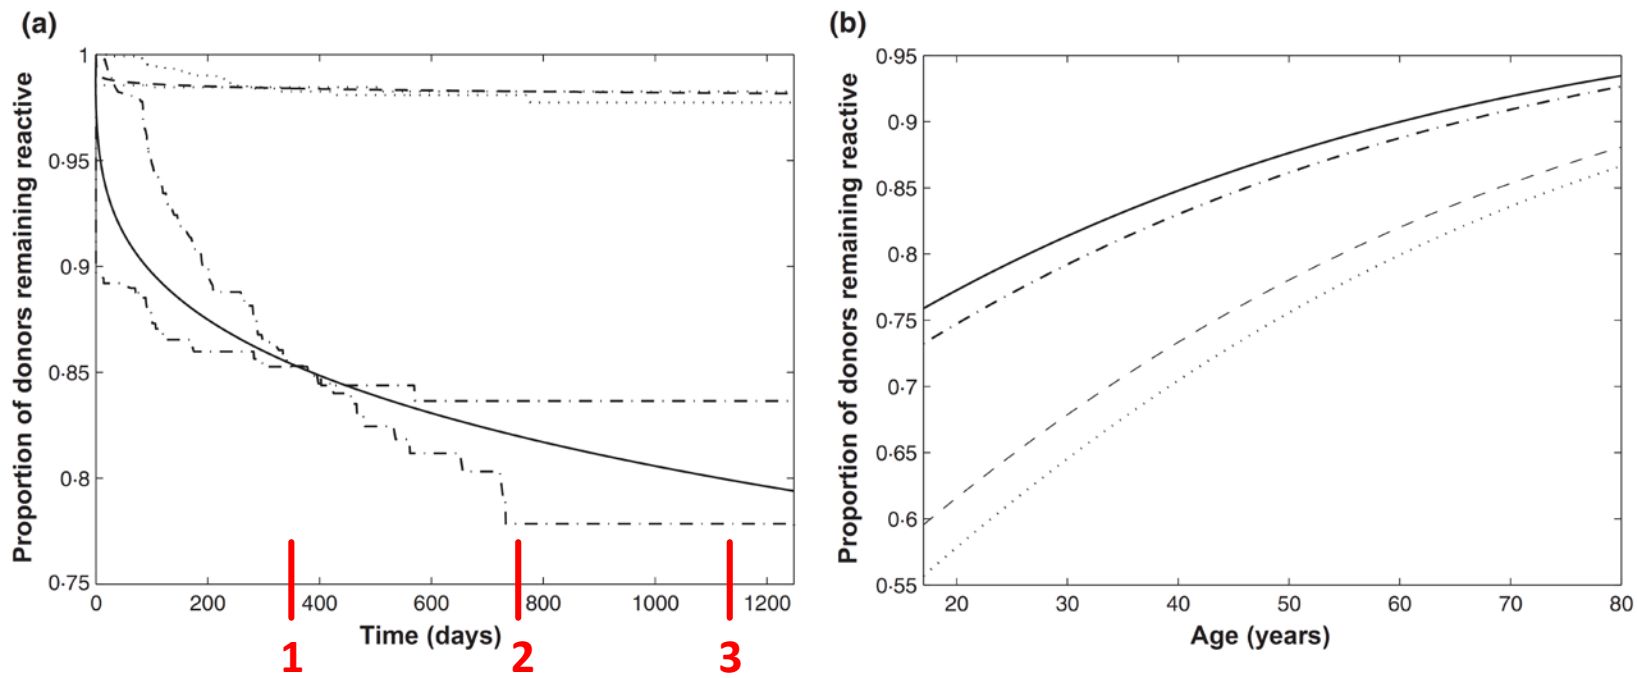 (a)
Proportion of donors remaining reactive
1
0·95
0·9
0·85
0·8
0·75
0 200 400 600 800 1000 1200
Time (days)
1 2 3
(b)
Proportion of donors remaining reactive
0·95
0·9
0·85
0·8
0·75
0·7
0·65
0·6
0·55
20 30 40 50 60 70 80
Age (years)